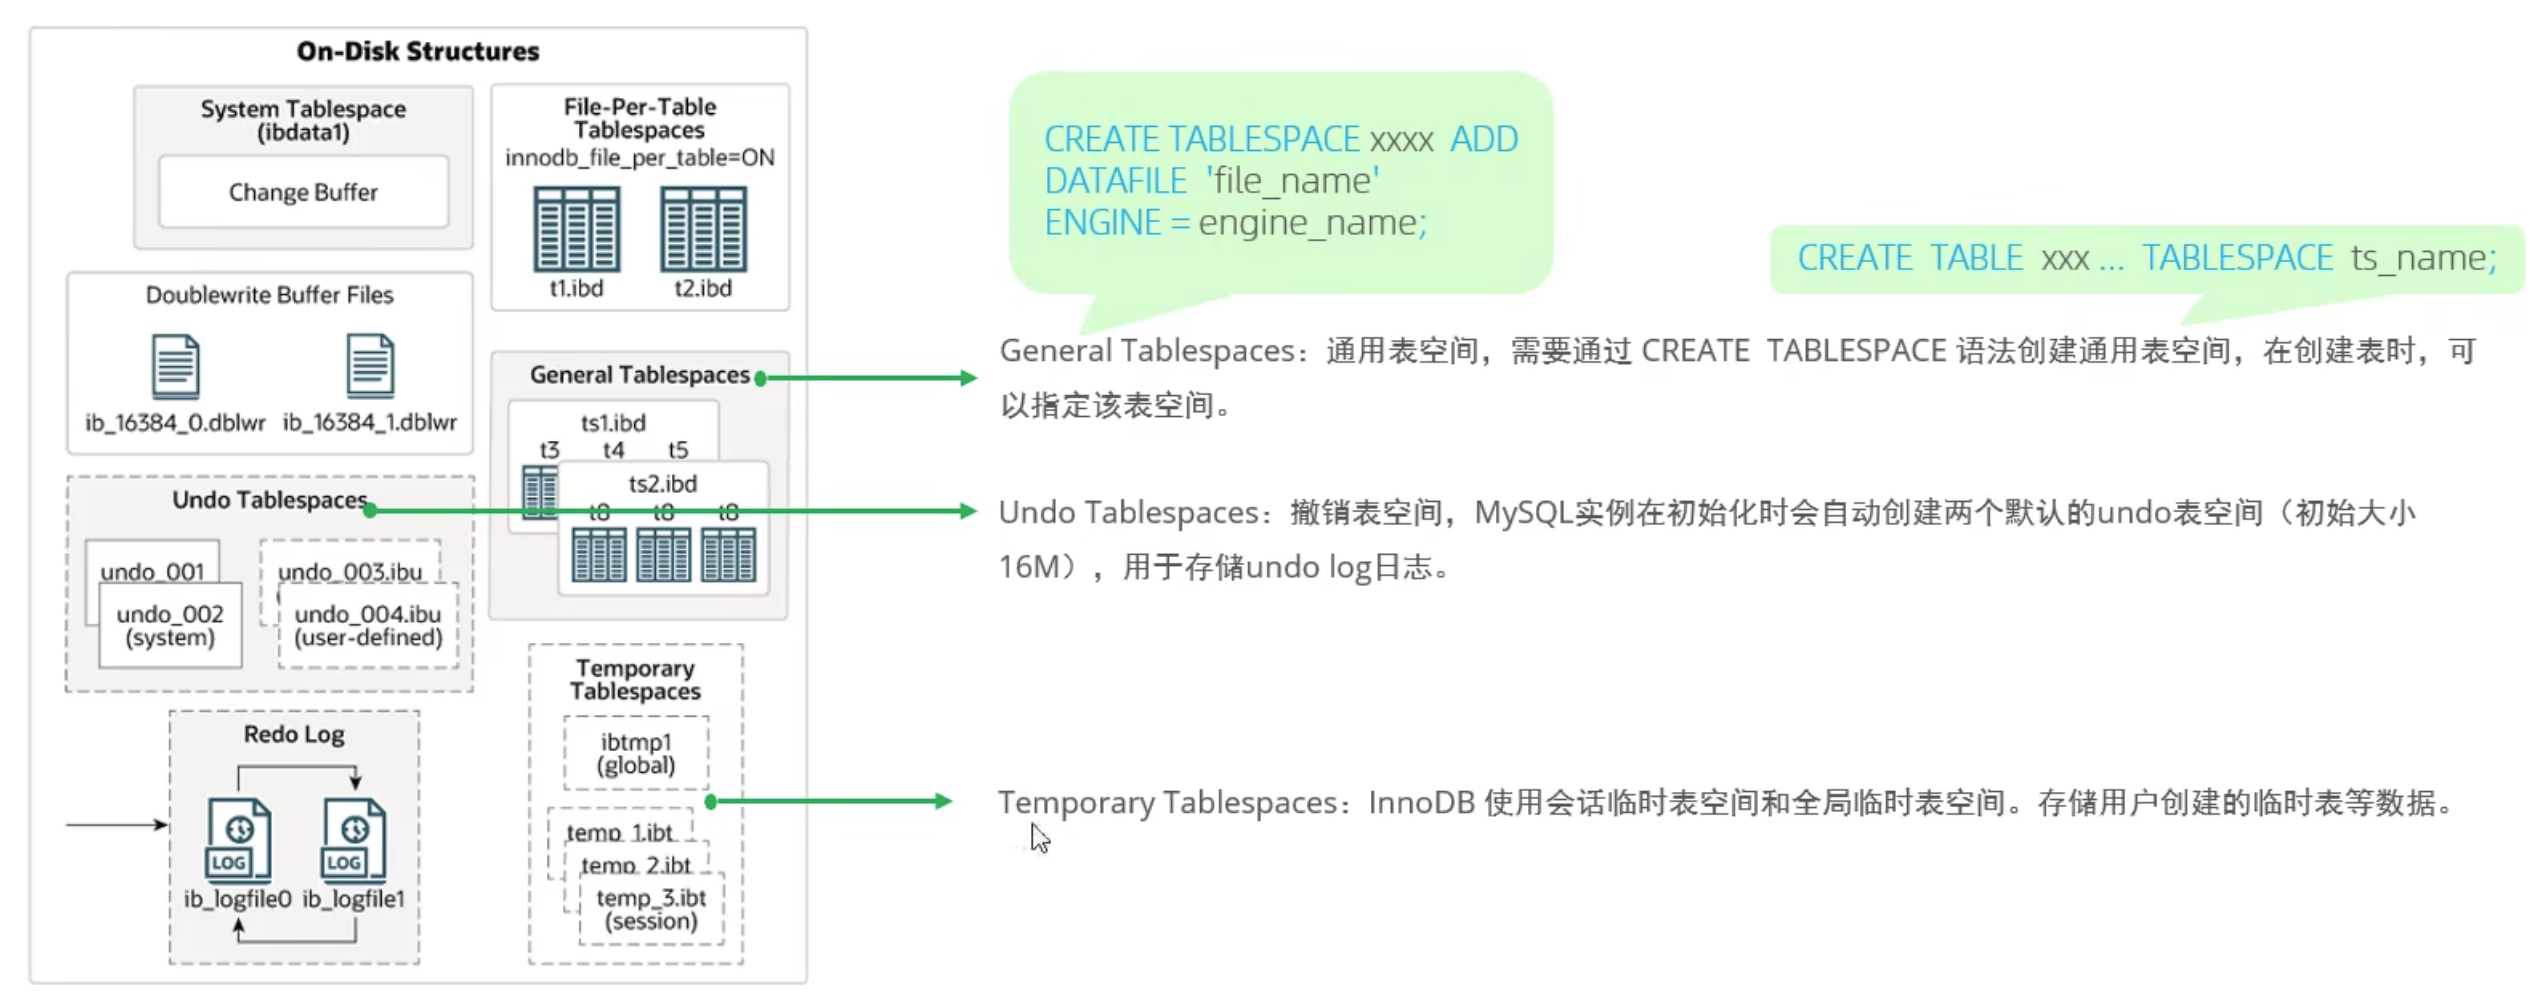 On-Disk Structures
System Tablespace
(ibdata1)
Change Buffer
File-Per-Table
Tablespaces
innodb_file_per_table=ON
t1.ibd
t2.ibd
Doublewrite Buffer Files
ib_16384_0.dblwr
ib_16384_1.dblwr
General Tablespaces
ts1.ibd
t3 t4 t5
ts2.ibd
t8 t8 t8
Undo Tablespaces
undo_001
undo_002
(system)
undo_003.ibu
undo_004.ibu
(user-defined)
Temporary
Tablespaces
ibtmp1
(global)
temp_1.ibt
temp_2.ibt
temp_3.ibt
(session)
Redo Log
LOG
LOG
ib_logfile0
ib_logfile1
CREATE TABLESPACE xxxx ADD
DATAFILE 'file_name'
ENGINE = engine_name;
CREATE TABLE xxx ... TABLESPACE ts_name;
General Tablespaces：通用表空间，需要通过 CREATE TABLESPACE 语法创建通用表空间，在创建表时，可
以指定该表空间。
Undo Tablespaces：撤销表空间，MySQL实例在初始化时会自动创建两个默认的undo表空间（初始大小
16M），用于存储undo log日志。
Temporary Tablespaces：InnoDB 使用会话临时表空间和全局临时表空间。存储用户创建的临时表等数据。